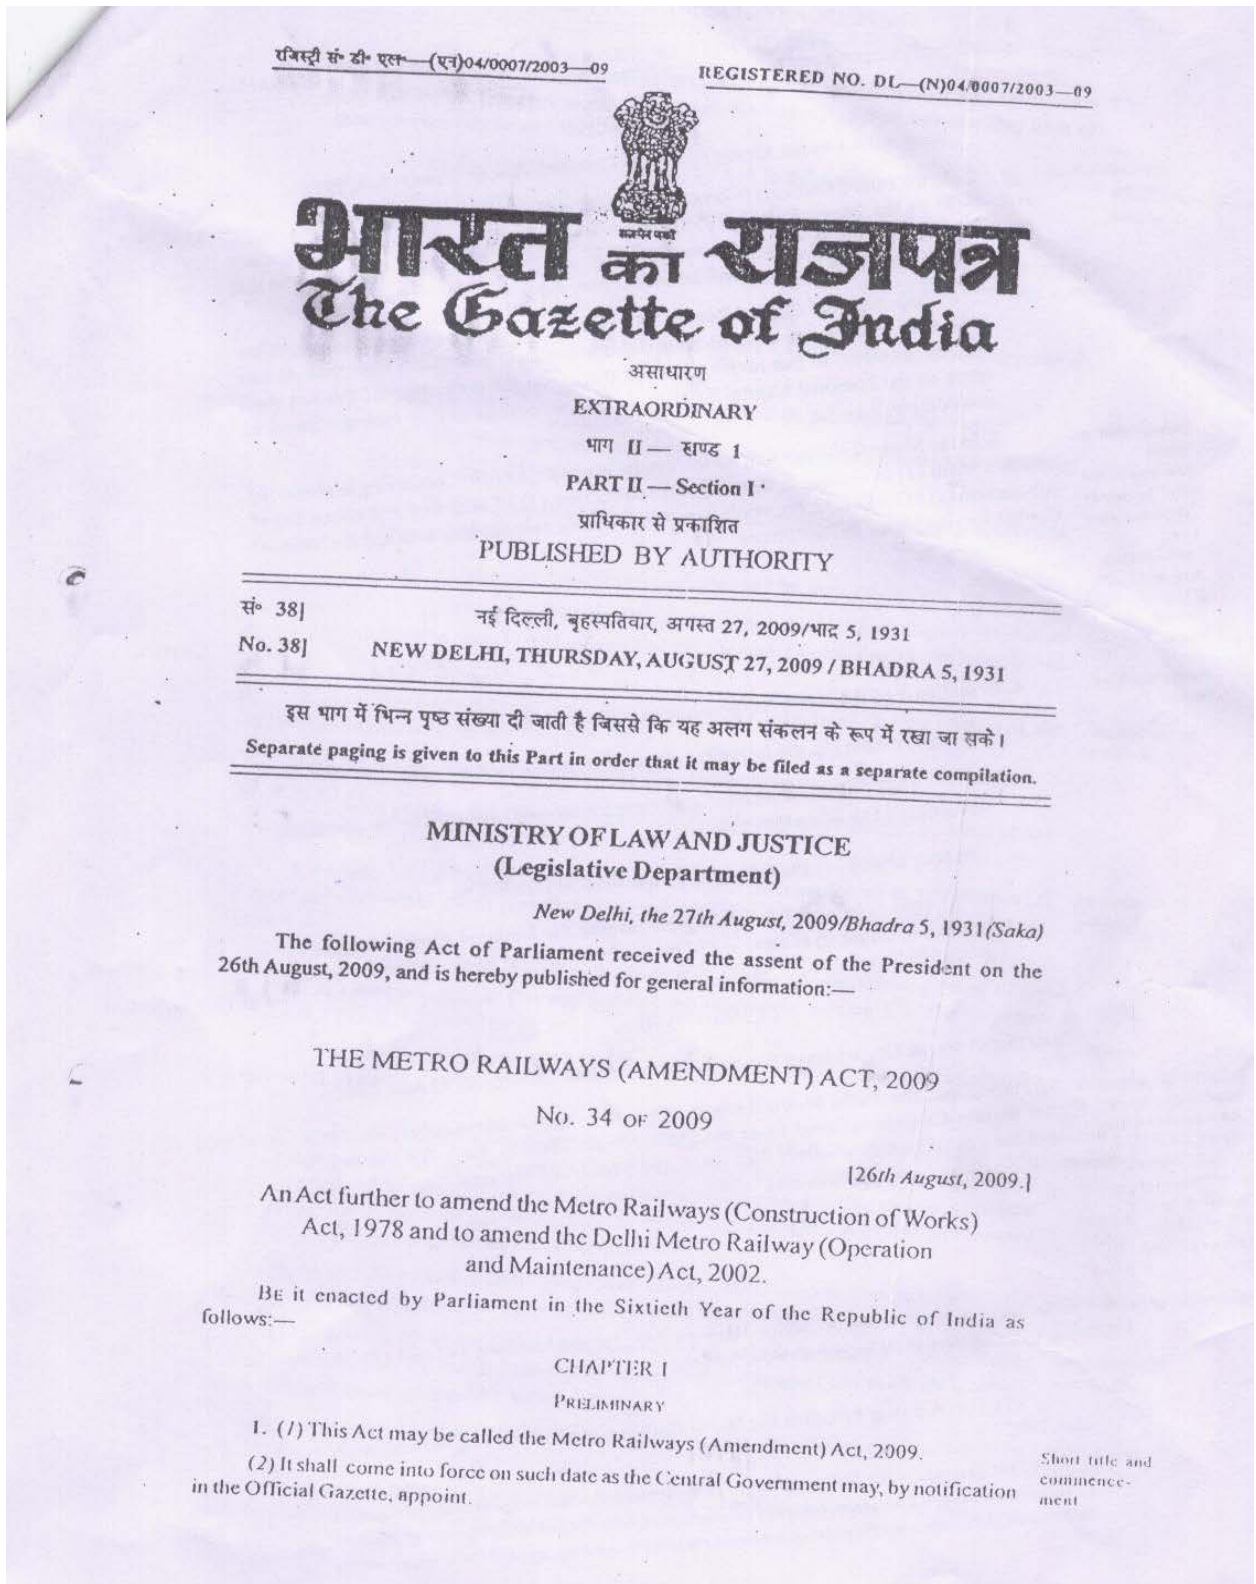 रजिस्ट्री सं॰ डी॰ एल॰—(एन)04/0007/2003—09
REGISTERED NO. DL—(N)04/0007/2003—09
भारत का राजपत्र
The Gazette of India
असाधारण
EXTRAORDINARY
भाग II — खण्ड 1
PART II — Section I
प्राधिकार से प्रकाशित
PUBLISHED BY AUTHORITY
सं॰ 38]
नई दिल्ली, बृहस्पतिवार, अगस्त 27, 2009/भाद्र 5, 1931
No. 38]
NEW DELHI, THURSDAY, AUGUST 27, 2009 / BHADRA 5, 1931
इस भाग में भिन्न पृष्ठ संख्या दी जाती है जिससे कि यह अलग संकलन के रूप में रखा जा सके।
Separate paging is given to this Part in order that it may be filed as a separate compilation.
MINISTRY OF LAW AND JUSTICE
(Legislative Department)
New Delhi, the 27th August, 2009/Bhadra 5, 1931 (Saka)
The following Act of Parliament received the assent of the President on the
26th August, 2009, and is hereby published for general information:—
THE METRO RAILWAYS (AMENDMENT) ACT, 2009
No. 34 OF 2009
[26th August, 2009.]
An Act further to amend the Metro Railways (Construction of Works)
Act, 1978 and to amend the Delhi Metro Railway (Operation
and Maintenance) Act, 2002.
BE it enacted by Parliament in the Sixtieth Year of the Republic of India as
follows:—
CHAPTER I
PRELIMINARY
1. (1) This Act may be called the Metro Railways (Amendment) Act, 2009.
(2) It shall come into force on such date as the Central Government may, by notification
in the Official Gazette, appoint.
Short title and
commence-
ment